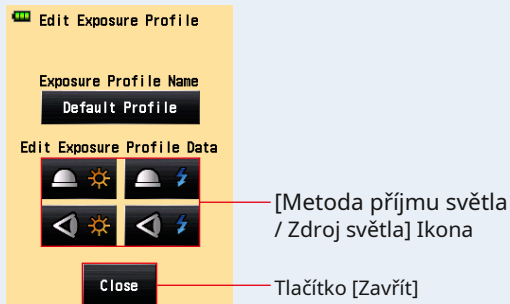 Edit Exposure Profile
Exposure Profile Name
Default Profile
Edit Exposure Profile Data
[Metoda příjmu světla
/ Zdroj světla] Ikona
Close
Tlačítko [Zavřít]